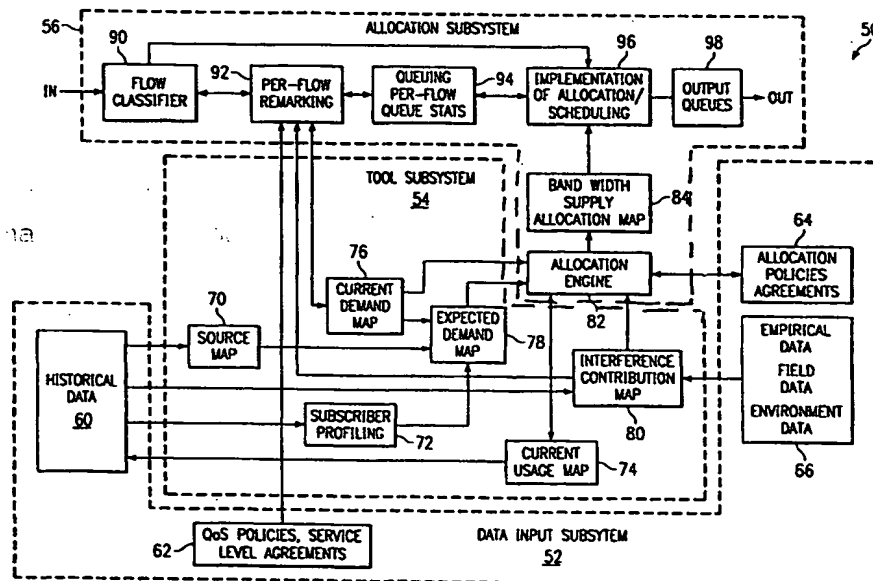 56
90
ALLOCATION SUBSYSTEM
96
98
50
IN
FLOW
CLASSIFIER
92
PER-FLOW
REMARKING
QUEUING
PER-FLOW
QUEUE STATS
94
IMPLEMENTATION
OF ALLOCATION/
SCHEDULING
OUTPUT
QUEUES
OUT
TOOL SUBSYSTEM
54
BAND WIDTH
SUPPLY
ALLOCATION MAP
84
64
76
CURRENT
DEMAND
MAP
ALLOCATION
ENGINE
82
ALLOCATION
POLICIES
AGREEMENTS
70
SOURCE
MAP
EXPECTED
DEMAND
MAP
78
HISTORICAL
DATA
60
INTERFERENCE
CONTRIBUTION
MAP
80
EMPIRICAL
DATA
FIELD
DATA
ENVIRONMENT
DATA
66
SUBSCRIBER
PROFILING
72
CURRENT
USAGE MAP
74
62
QoS POLICIES, SERVICE
LEVEL AGREEMENTS
DATA INPUT SUBSYTEM
52